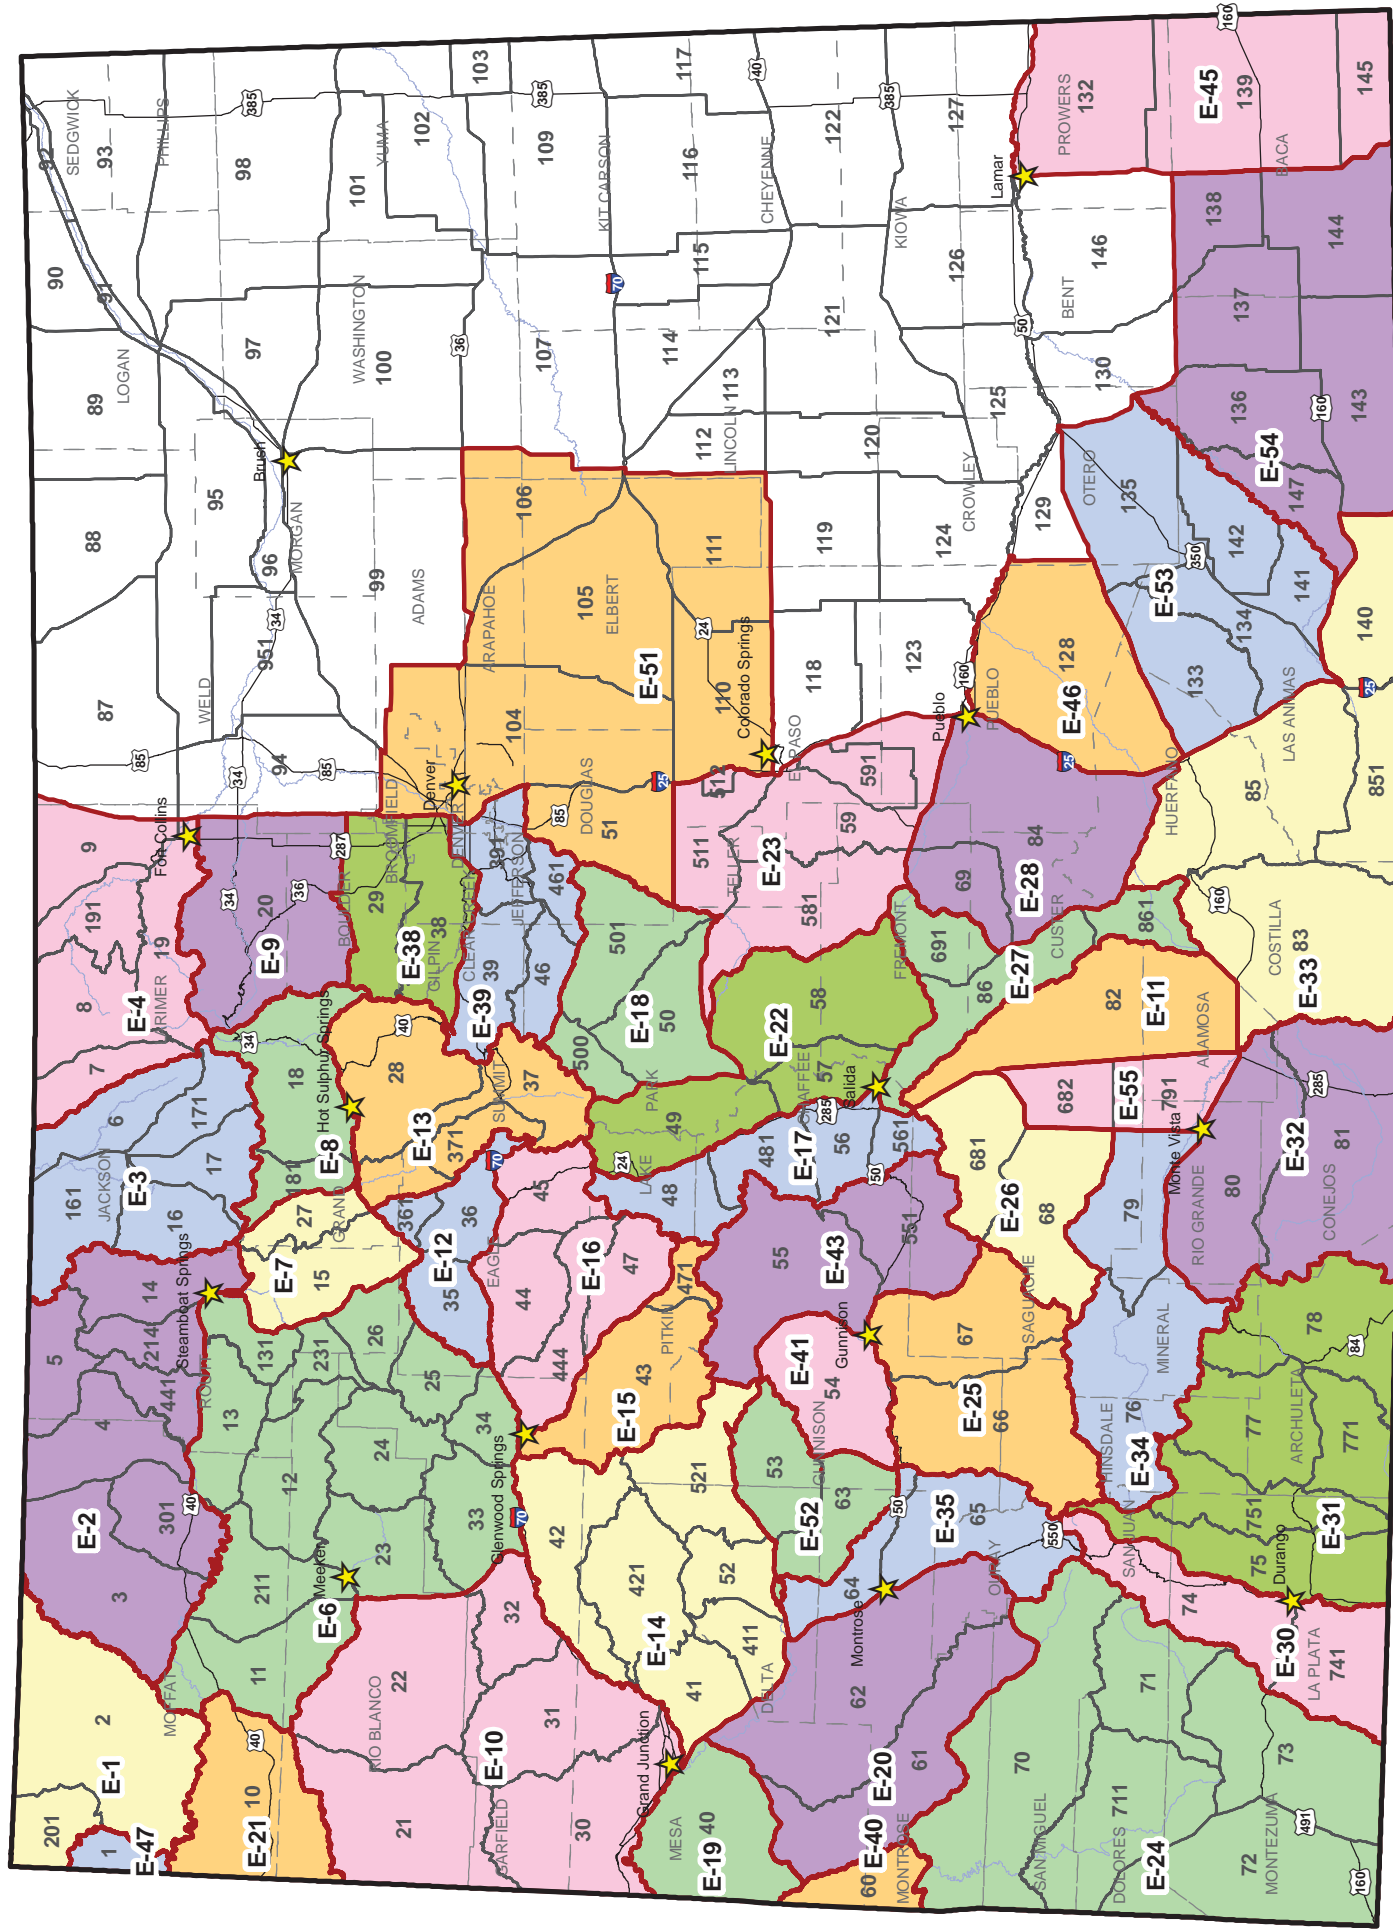 201
1
E-47
E-1
2
3
E-2
4
5
161
6
7
8
9
87
88
89
90
92
SEDGWICK
93
91
LOGAN
JACKSON
E-3
E-4
191
19
301
14
214
441
16
171
17
MOFFAT
40
Steamboat Springs
ROUTT
Fort Collins
85
WELD
95
PHILLIPS
98
97
E-21
10
40
11
211
13
131
12
E-7
27
15
181
18
34
E-9
20
34
36
34
94
951
34
96
Brush
MORGAN
385
E-6
Meeker
231
E-8
Hot Sulphur Springs
GRAND
BOULDER
287
85
WASHINGTON
101
100
99
YUMA
RIO BLANCO
22
21
23
24
26
361
28
40
29
BROOMFIELD
E-38
38
GILPIN
ADAMS
102
E-13
371
25
E-12
35
36
Denver
DENVER
36
103
E-10
GARFIELD
33
34
EAGLE
70
SUMMIT
E-39
39
CLEAR CREEK
391
JEFFERSON
ARAPAHOE
104
106
32
Glenwood Springs
70
44
45
37
46
461
85
107
109
385
31
30
42
444
E-16
47
500
501
51
DOUGLAS
105
ELBERT
KIT CARSON
70
E-15
43
24
E-18
50
E-51
25
Grand Junction
421
E-14
PITKIN
471
48
LAKE
49
PARK
114
MESA
E-19
40
41
521
52
411
511
512
24
110
111
112
113
LINCOLN
115
116
117
DELTA
53
55
481
E-22
E-23
TELLER
Colorado Springs
40
CHEYENNE
E-41
54
E-17
CHAFFEE
58
57
581
EL PASO
118
119
E-52
GUNNISON
63
E-43
Gunnison
285
56
Salida
59
591
120
121
122
62
Montrose
64
60
E-40
E-20
50
50
561
551
FREMONT
KIOWA
385
61
MONTROSE
E-35
65
OURAY
E-25
66
67
681
691
69
123
124
Pueblo
160
PUEBLO
CROWLEY
126
127
125
Lamar
70
SAN MIGUEL
SAGUACHE
E-26
68
86
E-27
E-28
84
CUSTER
129
50
550
682
128
E-46
25
BENT
PROWERS
132
711
DOLORES
HINSDALE
76
E-34
79
E-55
82
OTERO
135
130
146
E-24
71
SAN JUAN
MINERAL
E-11
861
E-53
Monte Vista
791
HUERFANO
133
350
74
RIO GRANDE
ALAMOSA
160
E-45
72
MONTEZUMA
73
E-30
75
751
Durango
77
80
85
134
142
136
137
138
139
160
E-32
COSTILLA
83
E-33
LAS ANIMAS
141
E-54
147
BACA
491
LA PLATA
741
E-31
ARCHULETA
78
CONEJOS
285
160
160
771
84
81
25
851
140
143
144
145